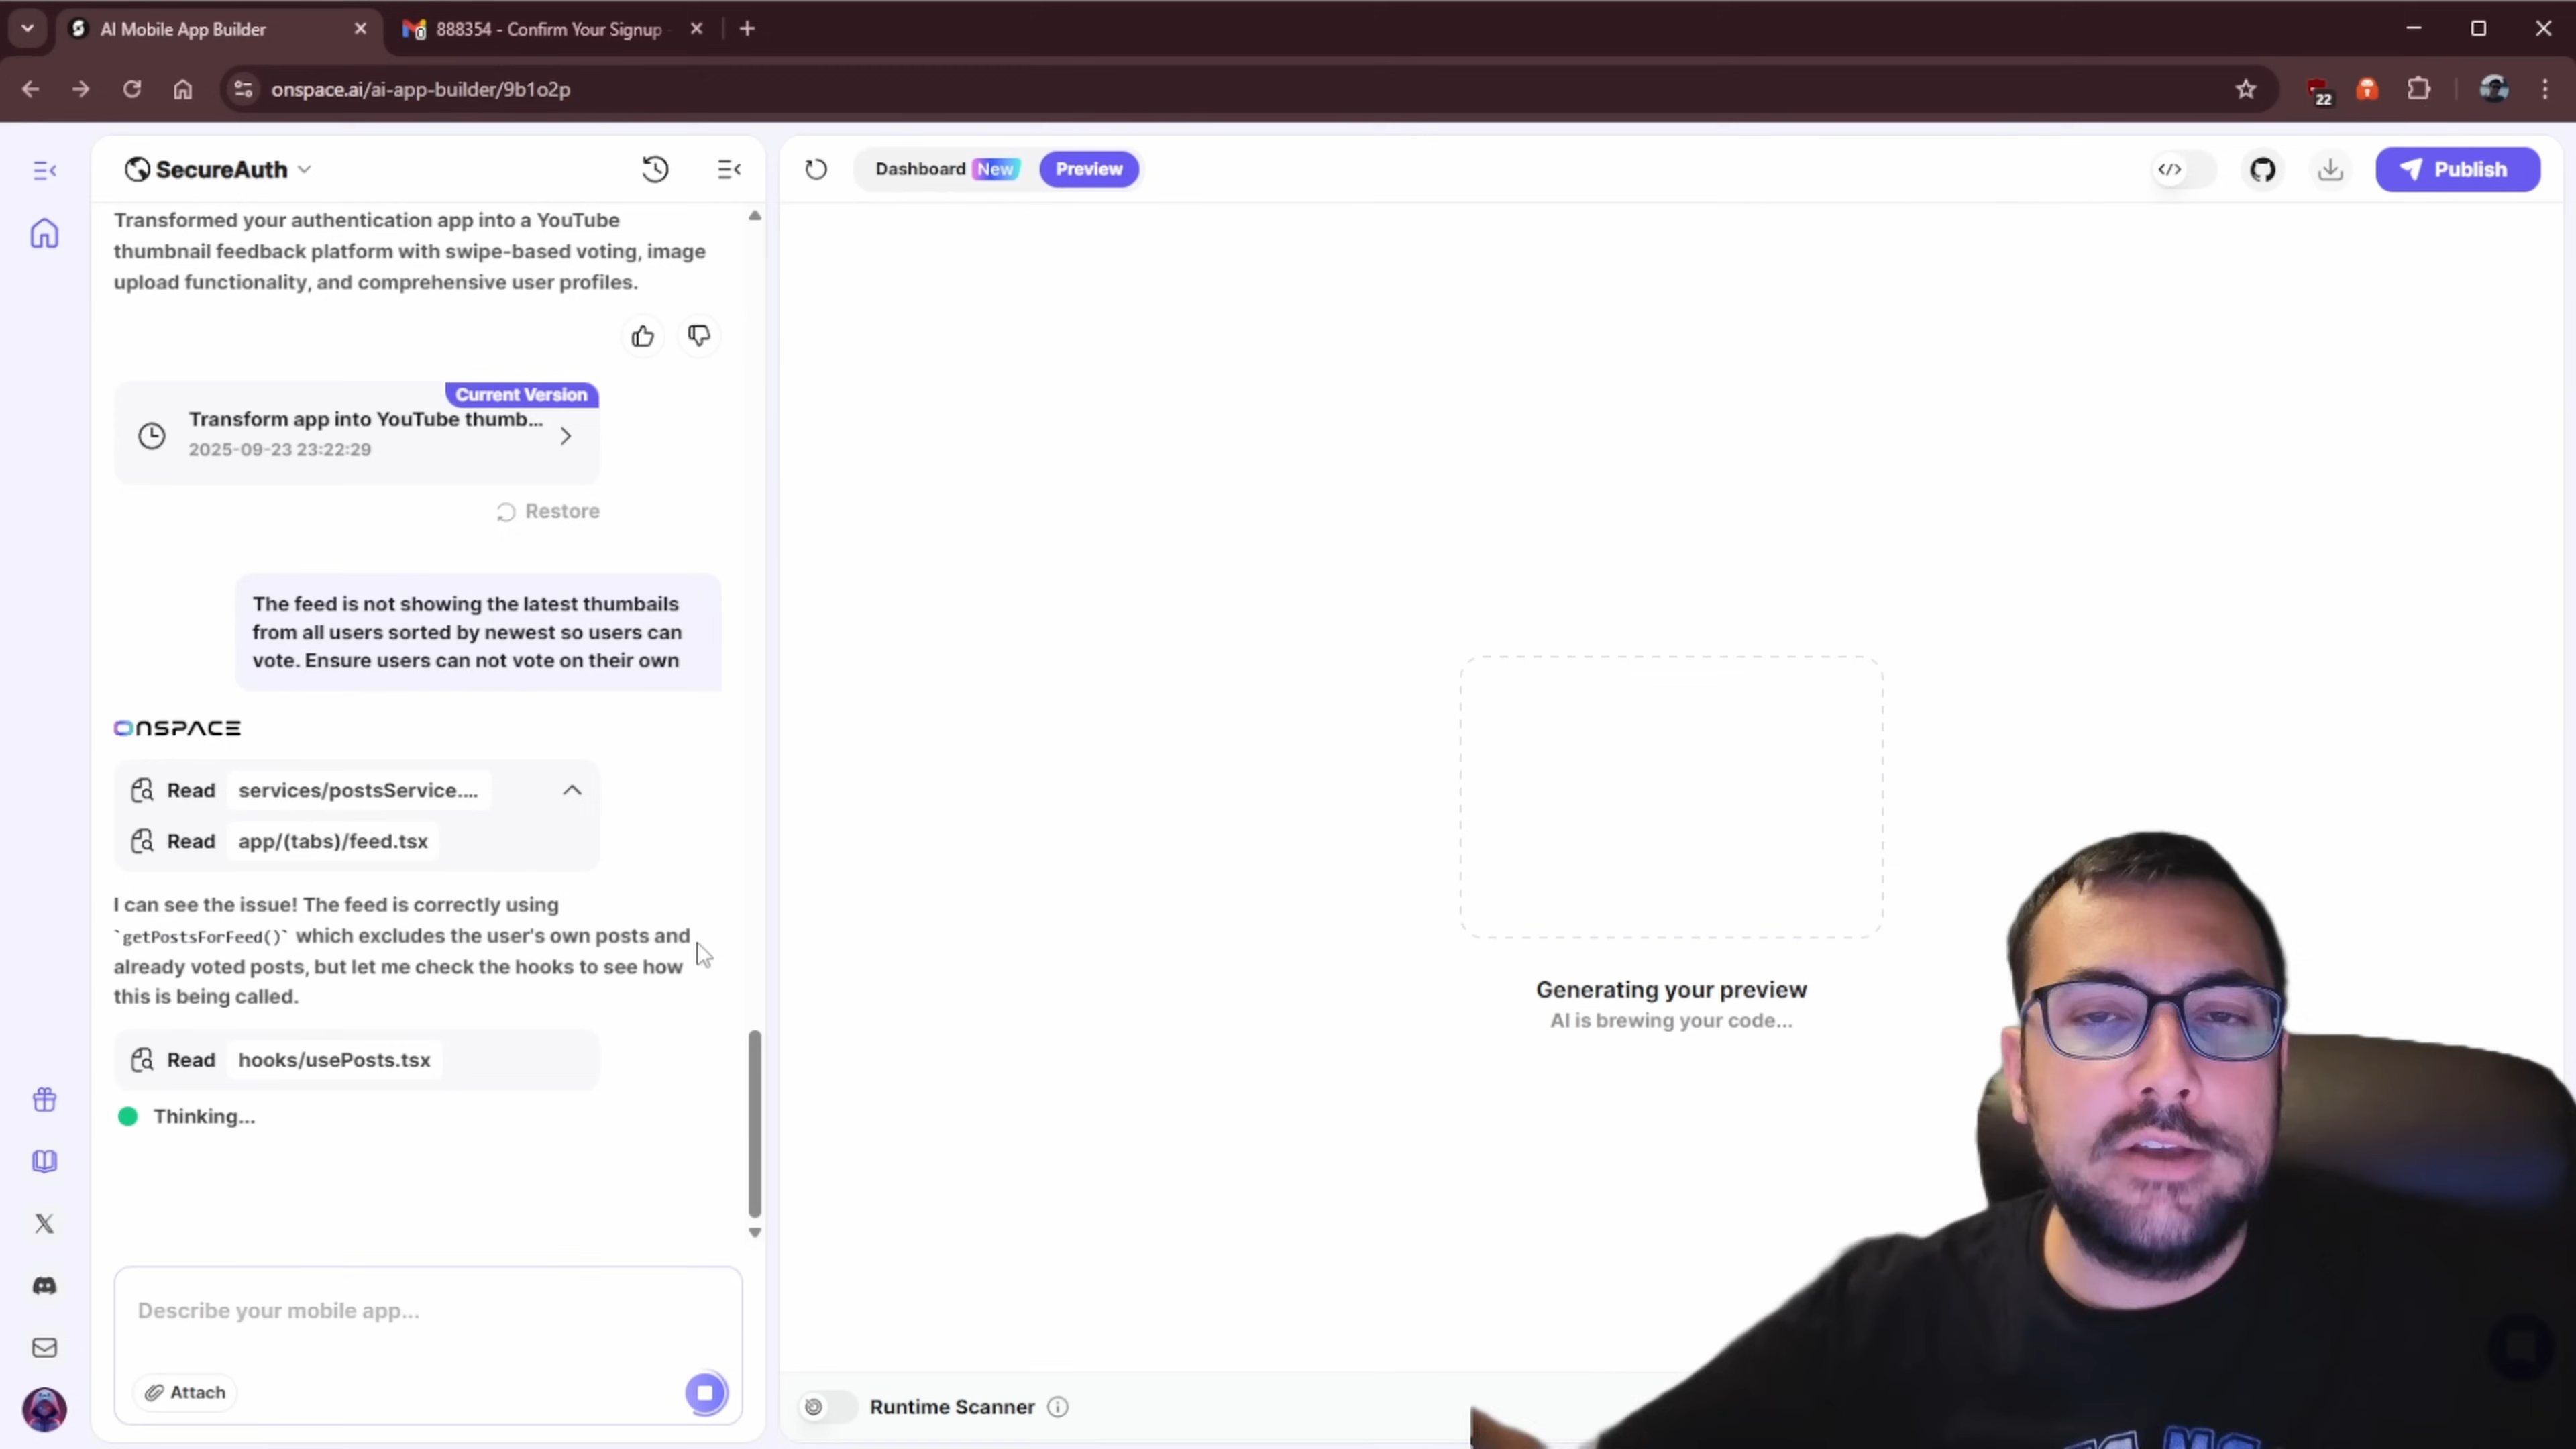 AI Mobile App Builder
888354 - Confirm Your Signup
onspace.ai/ai-app-builder/9b1o2p
22
SecureAuth
Dashboard New
Preview
Publish
Transformed your authentication app into a YouTube
thumbnail feedback platform with swipe-based voting, image
upload functionality, and comprehensive user profiles.
Current Version
Transform app into YouTube thumb...
2025-09-23 23:22:29
Restore
The feed is not showing the latest thumbails
from all users sorted by newest so users can
vote. Ensure users can not vote on their own
ONSPACE
Read services/postsService....
Read app/(tabs)/feed.tsx
I can see the issue! The feed is correctly using
`getPostsForFeed()` which excludes the user's own posts and
already voted posts, but let me check the hooks to see how
this is being called.
Read hooks/usePosts.tsx
Thinking...
Describe your mobile app...
Attach
Generating your preview
AI is brewing your code...
Runtime Scanner